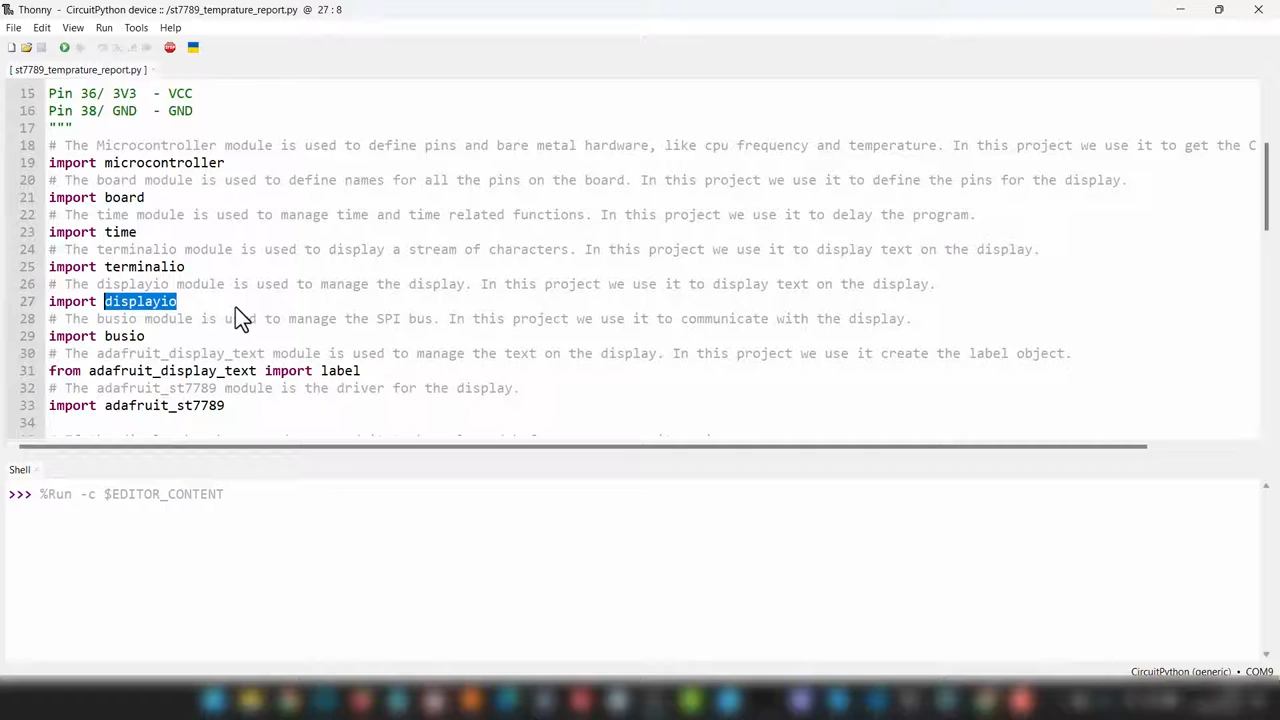 Thonny - CircuitPython device :: /st7789_temprature_report.py @ 27 : 8
File Edit View Run Tools Help
[ st7789_temprature_report.py ]
15 Pin 36/ 3V3 - VCC
16 Pin 38/ GND - GND
17 """
18 # The Microcontroller module is used to define pins and bare metal hardware, like cpu frequency and temperature. In this project we use it to get the C
19 import microcontroller
20 # The board module is used to define names for all the pins on the board. In this project we use it to define the pins for the display.
21 import board
22 # The time module is used to manage time and time related functions. In this project we use it to delay the program.
23 import time
24 # The terminalio module is used to display a stream of characters. In this project we use it to display text on the display.
25 import terminalio
26 # The displayio module is used to manage the display. In this project we use it to display text on the display.
27 import displayio
28 # The busio module is used to manage the SPI bus. In this project we use it to communicate with the display.
29 import busio
30 # The adafruit_display_text module is used to manage the text on the display. In this project we use it create the label object.
31 from adafruit_display_text import label
32 # The adafruit_st7789 module is the driver for the display.
33 import adafruit_st7789
34
Shell
>>> %Run -c $EDITOR_CONTENT
CircuitPython (generic) • COM9